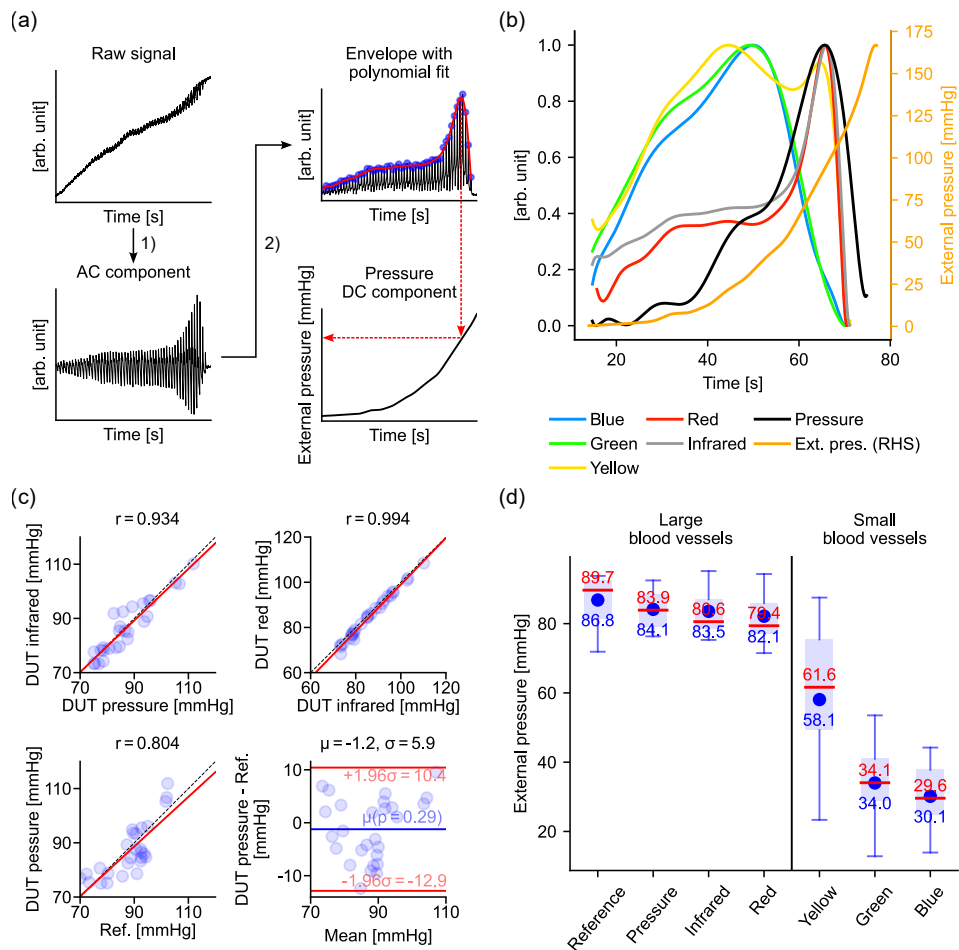 (a)
Raw signal
[arb. unit]
Time [s]
1)
AC component
[arb. unit]
Time [s]
2)
Envelope with
polynomial fit
[arb. unit]
Time [s]
Pressure
DC component
External pressure [mmHg]
Time [s]
(b)
1.0
0.8
0.6
0.4
0.2
0.0
[arb. unit]
175
150
125
100
75
50
25
0
External pressure [mmHg]
20 40 60 80
Time [s]
Blue Red Pressure
Green Infrared Ext. pres. (RHS)
Yellow
(c)
r = 0.934
DUT infrared [mmHg]
110
90
70
70 80 90 100 110
DUT pressure [mmHg]
r = 0.994
DUT red [mmHg]
120
100
80
60
60 80 100 120
DUT infrared [mmHg]
r = 0.804
DUT pessure [mmHg]
110
90
70
70 80 90 100 110
Ref. [mmHg]
μ = -1.2, σ = 5.9
DUT pressure - Ref.
[mmHg]
10
0
-10
+1.96σ = 10.4
μ(p = 0.29)
-1.96σ = -12.9
70 90 110
Mean [mmHg]
(d)
Large
blood vessels
Small
blood vessels
External pressure [mmHg]
80
60
40
20
89.7
86.8
83.9
84.1
80.6
83.5
79.4
82.1
61.6
58.1
34.1
34.0
29.6
30.1
Reference
Pressure
Infrared
Red
Yellow
Green
Blue